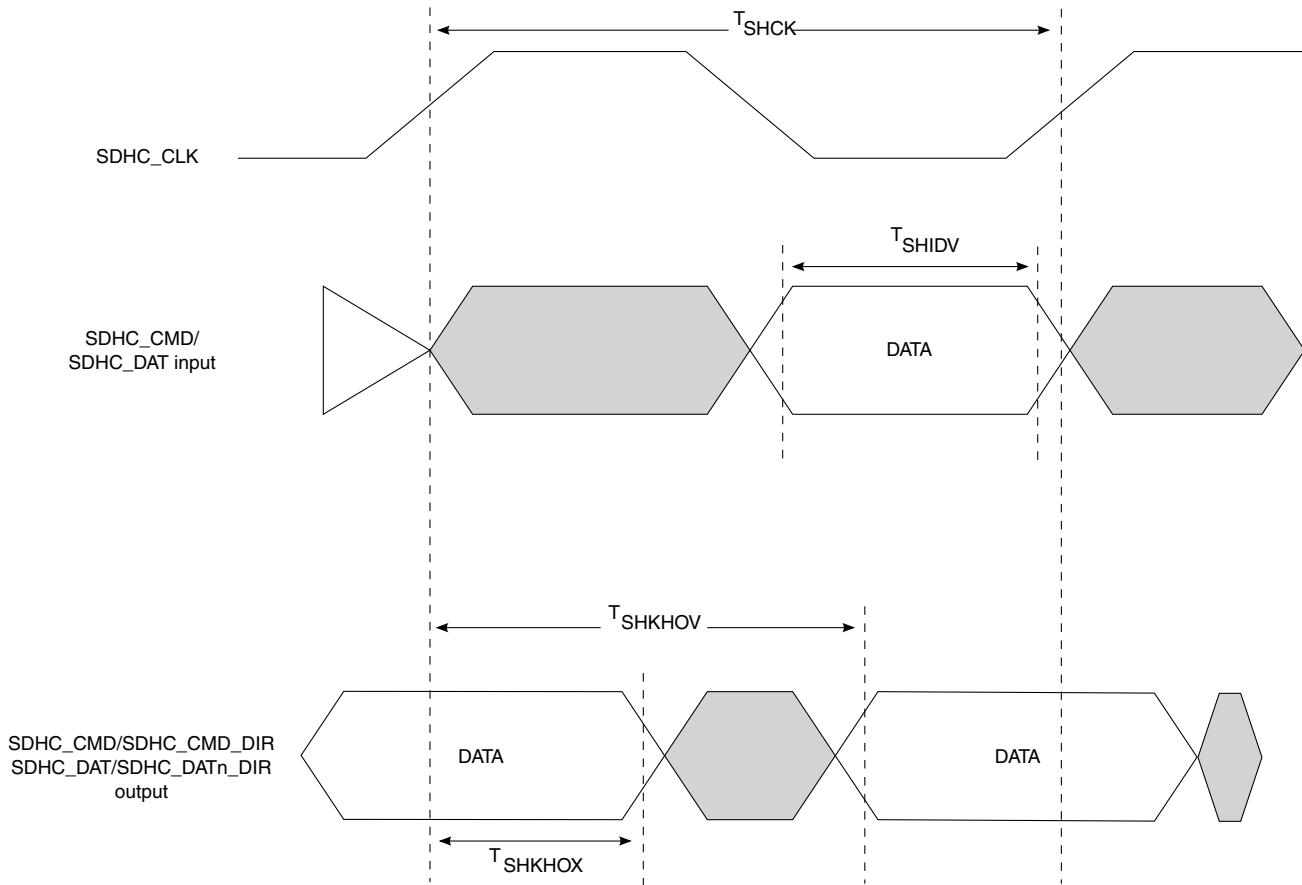 TSHCK
SDHC_CLK
TSHIDV
SDHC_CMD/
SDHC_DAT input
DATA
TSHKHOV
SDHC_CMD/SDHC_CMD_DIR
SDHC_DAT/SDHC_DATn_DIR
output
DATA
DATA
TSHKHOX